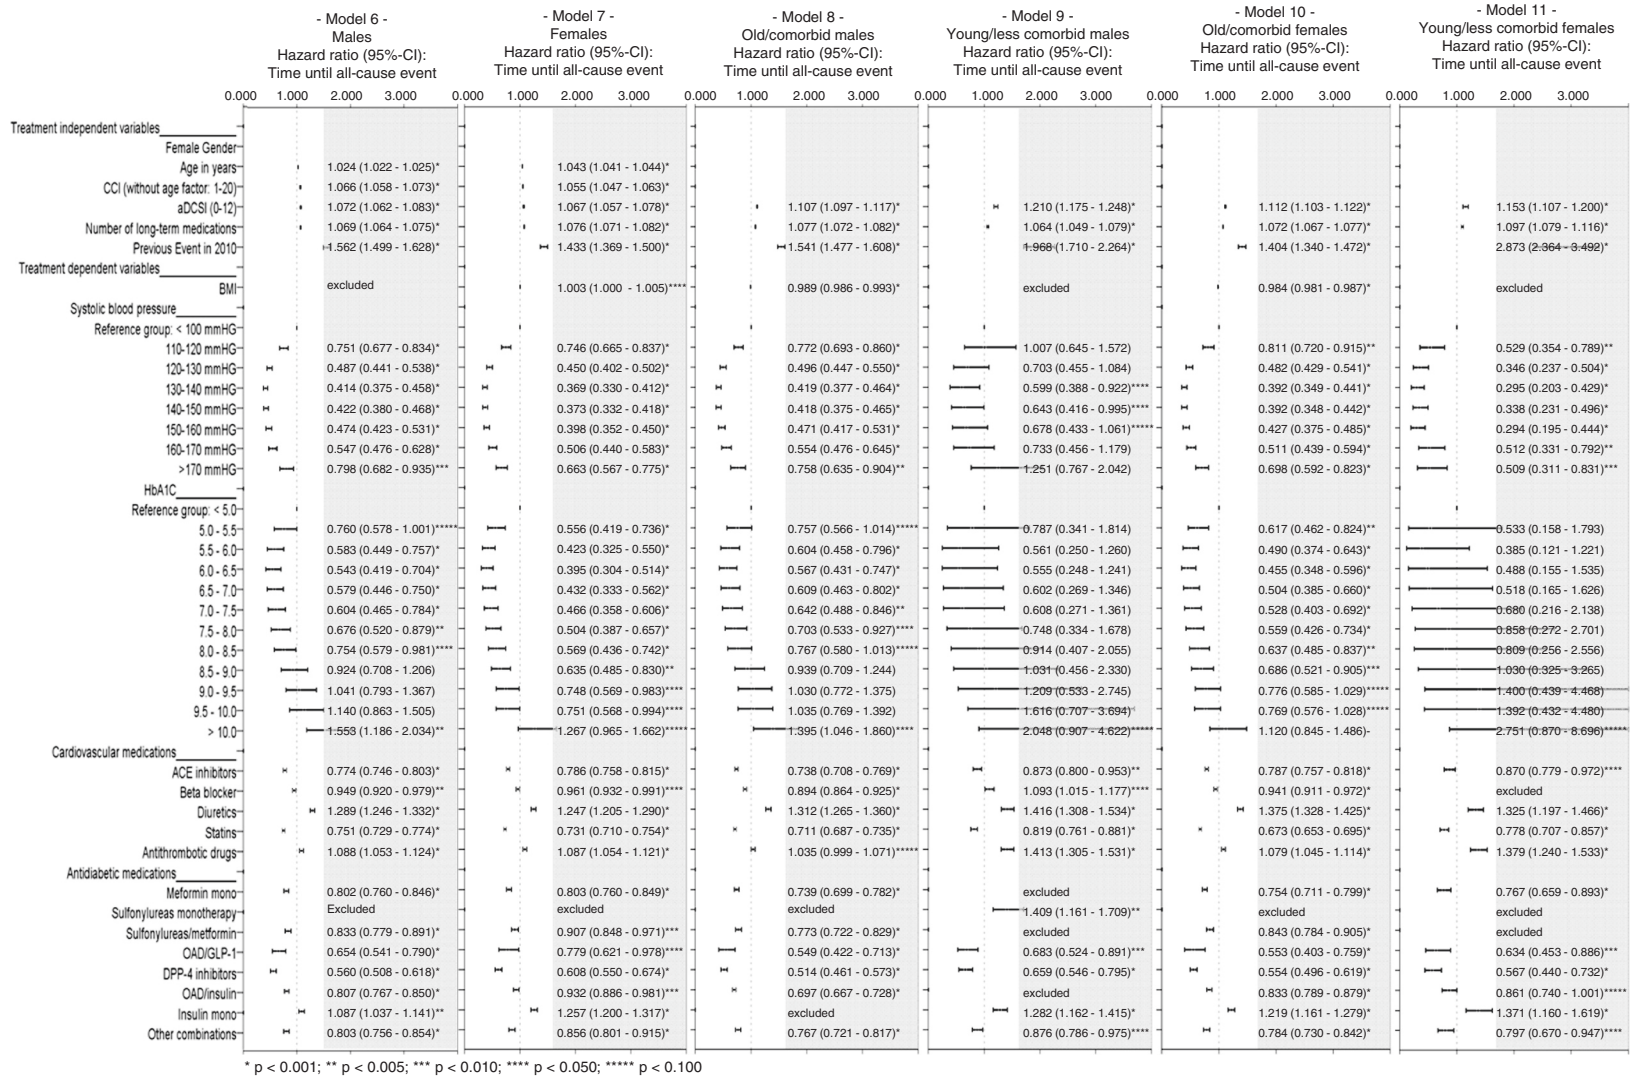 - Model 6 - - Model 7 - - Model 8 - - Model 9 - - Model 10 - - Model 11 -
Males Females Old/comorbid males Young/less comorbid males Old/comorbid females Young/less comorbid females
Hazard ratio (95%-CI): Hazard ratio (95%-CI): Hazard ratio (95%-CI): Hazard ratio (95%-CI): Hazard ratio (95%-CI): Hazard ratio (95%-CI):
Time until all-cause event Time until all-cause event Time until all-cause event Time until all-cause event Time until all-cause event Time until all-cause event
0.000 1.000 2.000 3.000 0.000 1.000 2.000 3.000 0.000 1.000 2.000 3.000 0.000 1.000 2.000 3.000 0.000 1.000 2.000 3.000 0.000 1.000 2.000 3.000
Treatment independent variables
Female Gender
Age in years 1.024 (1.022 - 1.025)* 1.043 (1.041 - 1.044)*
CCI (without age factor: 1-20) 1.066 (1.058 - 1.073)* 1.055 (1.047 - 1.063)*
aDCSI (0-12) 1.072 (1.062 - 1.083)* 1.067 (1.057 - 1.078)* 1.107 (1.097 - 1.117)* 1.210 (1.175 - 1.248)* 1.112 (1.103 - 1.122)* 1.153 (1.107 - 1.200)*
Number of long-term medications 1.069 (1.064 - 1.075)* 1.076 (1.071 - 1.082)* 1.077 (1.072 - 1.082)* 1.064 (1.049 - 1.079)* 1.072 (1.067 - 1.077)* 1.097 (1.079 - 1.116)*
Previous Event in 2010 1.562 (1.499 - 1.628)* 1.433 (1.369 - 1.500)* 1.541 (1.477 - 1.608)* 1.968 (1.710 - 2.264)* 1.404 (1.340 - 1.472)* 2.873 (2.364 - 3.492)*
Treatment dependent variables
BMI excluded 1.003 (1.000 - 1.005)**** 0.989 (0.986 - 0.993)* excluded 0.984 (0.981 - 0.987)* excluded
Systolic blood pressure
Reference group: < 100 mmHG
110-120 mmHG 0.751 (0.677 - 0.834)* 0.746 (0.665 - 0.837)* 0.772 (0.693 - 0.860)* 1.007 (0.645 - 1.572) 0.811 (0.720 - 0.915)** 0.529 (0.354 - 0.789)**
120-130 mmHG 0.487 (0.441 - 0.538)* 0.450 (0.402 - 0.502)* 0.496 (0.447 - 0.550)* 0.703 (0.455 - 1.084) 0.482 (0.429 - 0.541)* 0.346 (0.237 - 0.504)*
130-140 mmHG 0.414 (0.375 - 0.458)* 0.369 (0.330 - 0.412)* 0.419 (0.377 - 0.464)* 0.599 (0.388 - 0.922)**** 0.392 (0.349 - 0.441)* 0.295 (0.203 - 0.429)*
140-150 mmHG 0.422 (0.380 - 0.468)* 0.373 (0.332 - 0.418)* 0.418 (0.375 - 0.465)* 0.643 (0.416 - 0.995)**** 0.392 (0.348 - 0.442)* 0.338 (0.231 - 0.496)*
150-160 mmHG 0.474 (0.423 - 0.531)* 0.398 (0.352 - 0.450)* 0.471 (0.417 - 0.531)* 0.678 (0.433 - 1.061)***** 0.427 (0.375 - 0.485)* 0.294 (0.195 - 0.444)*
160-170 mmHG 0.547 (0.476 - 0.628)* 0.506 (0.440 - 0.583)* 0.554 (0.476 - 0.645)* 0.733 (0.456 - 1.179) 0.511 (0.439 - 0.594)* 0.512 (0.331 - 0.792)**
>170 mmHG 0.798 (0.682 - 0.935)*** 0.663 (0.567 - 0.775)* 0.758 (0.635 - 0.904)** 1.251 (0.767 - 2.042) 0.698 (0.592 - 0.823)* 0.509 (0.311 - 0.831)***
HbA1C
Reference group: < 5.0
5.0 - 5.5 0.760 (0.578 - 1.001)***** 0.556 (0.419 - 0.736)* 0.757 (0.566 - 1.014)***** 0.787 (0.341 - 1.814) 0.617 (0.462 - 0.824)** 0.533 (0.158 - 1.793)
5.5 - 6.0 0.583 (0.449 - 0.757)* 0.423 (0.325 - 0.550)* 0.604 (0.458 - 0.796)* 0.561 (0.250 - 1.260) 0.490 (0.374 - 0.643)* 0.385 (0.121 - 1.221)
6.0 - 6.5 0.543 (0.419 - 0.704)* 0.395 (0.304 - 0.514)* 0.567 (0.431 - 0.747)* 0.555 (0.248 - 1.241) 0.455 (0.348 - 0.596)* 0.488 (0.155 - 1.535)
6.5 - 7.0 0.579 (0.446 - 0.750)* 0.432 (0.333 - 0.562)* 0.609 (0.463 - 0.802)* 0.602 (0.269 - 1.346) 0.504 (0.385 - 0.660)* 0.518 (0.165 - 1.626)
7.0 - 7.5 0.604 (0.465 - 0.784)* 0.466 (0.358 - 0.606)* 0.642 (0.488 - 0.846)** 0.608 (0.271 - 1.361) 0.528 (0.403 - 0.692)* 0.680 (0.216 - 2.138)
7.5 - 8.0 0.676 (0.520 - 0.879)** 0.504 (0.387 - 0.657)* 0.703 (0.533 - 0.927)**** 0.748 (0.334 - 1.678) 0.559 (0.426 - 0.734)* 0.858 (0.272 - 2.701)
8.0 - 8.5 0.754 (0.579 - 0.981)**** 0.569 (0.436 - 0.742)* 0.767 (0.580 - 1.013)***** 0.914 (0.407 - 2.055) 0.637 (0.485 - 0.837)** 0.809 (0.256 - 2.556)
8.5 - 9.0 0.924 (0.708 - 1.206) 0.635 (0.485 - 0.830)** 0.939 (0.709 - 1.244) 1.031 (0.456 - 2.330) 0.686 (0.521 - 0.905)*** 1.030 (0.325 - 3.265)
9.0 - 9.5 1.041 (0.793 - 1.367) 0.748 (0.569 - 0.983)**** 1.030 (0.772 - 1.375) 1.209 (0.533 - 2.745) 0.776 (0.585 - 1.029)***** 1.400 (0.439 - 4.468)
9.5 - 10.0 1.140 (0.863 - 1.505) 0.751 (0.568 - 0.994)**** 1.035 (0.769 - 1.392) 1.616 (0.707 - 3.694) 0.769 (0.576 - 1.028)***** 1.392 (0.432 - 4.480)
> 10.0 1.553 (1.186 - 2.034)** 1.267 (0.965 - 1.662)***** 1.395 (1.046 - 1.860)**** 2.048 (0.907 - 4.622)***** 1.120 (0.845 - 1.486)- 2.751 (0.870 - 8.696)*****
Cardiovascular medications
ACE inhibitors 0.774 (0.746 - 0.803)* 0.786 (0.758 - 0.815)* 0.738 (0.708 - 0.769)* 0.873 (0.800 - 0.953)** 0.787 (0.757 - 0.818)* 0.870 (0.779 - 0.972)****
Beta blocker 0.949 (0.920 - 0.979)** 0.961 (0.932 - 0.991)**** 0.894 (0.864 - 0.925)* 1.093 (1.015 - 1.177)**** 0.941 (0.911 - 0.972)* excluded
Diuretics 1.289 (1.246 - 1.332)* 1.247 (1.205 - 1.290)* 1.312 (1.265 - 1.360)* 1.416 (1.308 - 1.534)* 1.375 (1.328 - 1.425)* 1.325 (1.197 - 1.466)*
Statins 0.751 (0.729 - 0.774)* 0.731 (0.710 - 0.754)* 0.711 (0.687 - 0.735)* 0.819 (0.761 - 0.881)* 0.673 (0.653 - 0.695)* 0.778 (0.707 - 0.857)*
Antithrombotic drugs 1.088 (1.053 - 1.124)* 1.087 (1.054 - 1.121)* 1.035 (0.999 - 1.071)***** 1.413 (1.305 - 1.531)* 1.079 (1.045 - 1.114)* 1.379 (1.240 - 1.533)*
Antidiabetic medications
Meformin mono 0.802 (0.760 - 0.846)* 0.803 (0.760 - 0.849)* 0.739 (0.699 - 0.782)* excluded 0.754 (0.711 - 0.799)* 0.767 (0.659 - 0.893)*
Sulfonylureas monotherapy Excluded excluded excluded 1.409 (1.161 - 1.709)** excluded excluded
Sulfonylureas/metformin 0.833 (0.779 - 0.891)* 0.907 (0.848 - 0.971)*** 0.773 (0.722 - 0.829)* excluded 0.843 (0.784 - 0.905)* excluded
OAD/GLP-1 0.654 (0.541 - 0.790)* 0.779 (0.621 - 0.978)**** 0.549 (0.422 - 0.713)* 0.683 (0.524 - 0.891)*** 0.553 (0.403 - 0.759)* 0.634 (0.453 - 0.886)***
DPP-4 inhibitors 0.560 (0.508 - 0.618)* 0.608 (0.550 - 0.674)* 0.514 (0.461 - 0.573)* 0.659 (0.546 - 0.795)* 0.554 (0.496 - 0.619)* 0.567 (0.440 - 0.732)*
OAD/insulin 0.807 (0.767 - 0.850)* 0.932 (0.886 - 0.981)*** 0.697 (0.667 - 0.728)* excluded 0.833 (0.789 - 0.879)* 0.861 (0.740 - 1.001)*****
Insulin mono 1.087 (1.037 - 1.141)** 1.257 (1.200 - 1.317)* excluded 1.282 (1.162 - 1.415)* 1.219 (1.161 - 1.279)* 1.371 (1.160 - 1.619)*
Other combinations 0.803 (0.756 - 0.854)* 0.856 (0.801 - 0.915)* 0.767 (0.721 - 0.817)* 0.876 (0.786 - 0.975)**** 0.784 (0.730 - 0.842)* 0.797 (0.670 - 0.947)****
* p < 0.001; ** p < 0.005; *** p < 0.010; **** p < 0.050; ***** p < 0.100